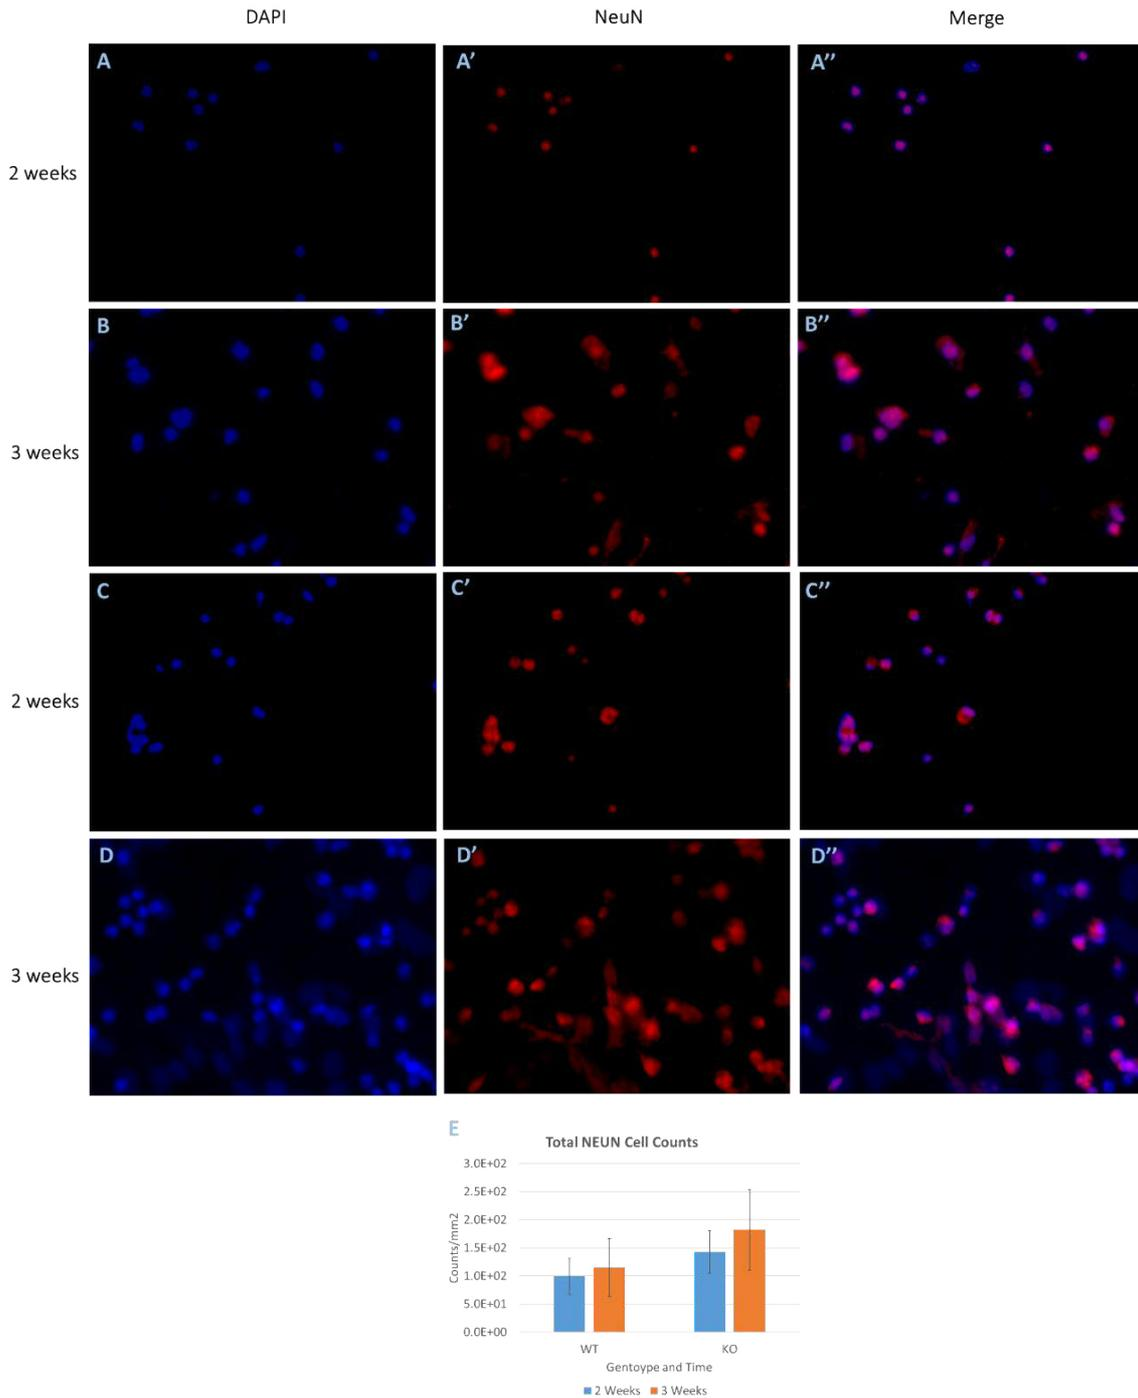 DAPI NeuN Merge
A A' A''
2 weeks
B B' B''
3 weeks
C C' C''
2 weeks
D D' D''
3 weeks
E
Total NEUN Cell Counts
3.0E+02
2.5E+02
2.0E+02
1.5E+02
1.0E+02
5.0E+01
0.0E+00
Counts/mm2
WT KO
Gentoype and Time
2 Weeks 3 Weeks